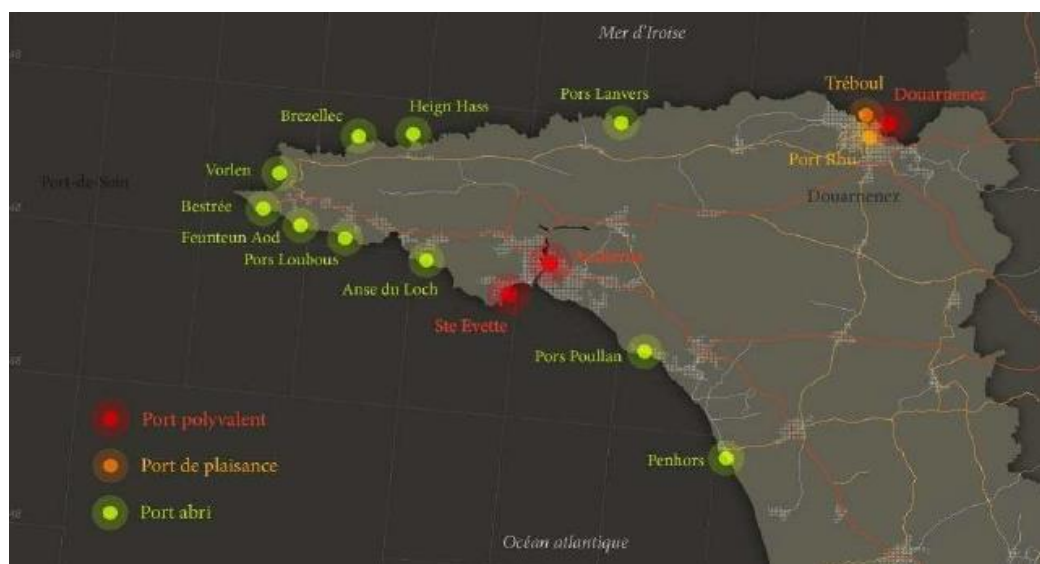 Mer d'Iroise
Tréboul
Pors Lanvers
Douarnenez
Heign Hass
Brezellec
Port Rhu
Vorlen
Port-de-Sein
Douarnenez
Bestrée
Feunteun Aod
Pors Loubous
Anse du Loch
Ste Evette
Pors Poullan
Port polyvalent
Penhors
Port de plaisance
Port abri
Océan atlantique